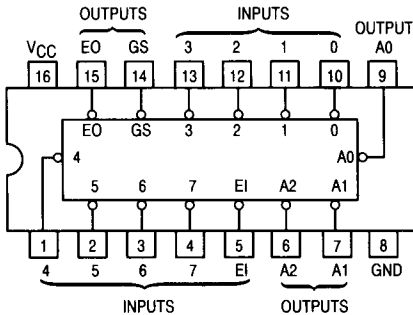 OUTPUTS INPUTS OUTPUT
VCC EO GS 3 2 1 0 A0
16 15 14 13 12 11 10 9
EO GS 3 2 1 0
4 A0
5 6 7 EI A2 A1
1 2 3 4 5 6 7 8
4 5 6 7 EI A2 A1 GND
INPUTS OUTPUTS